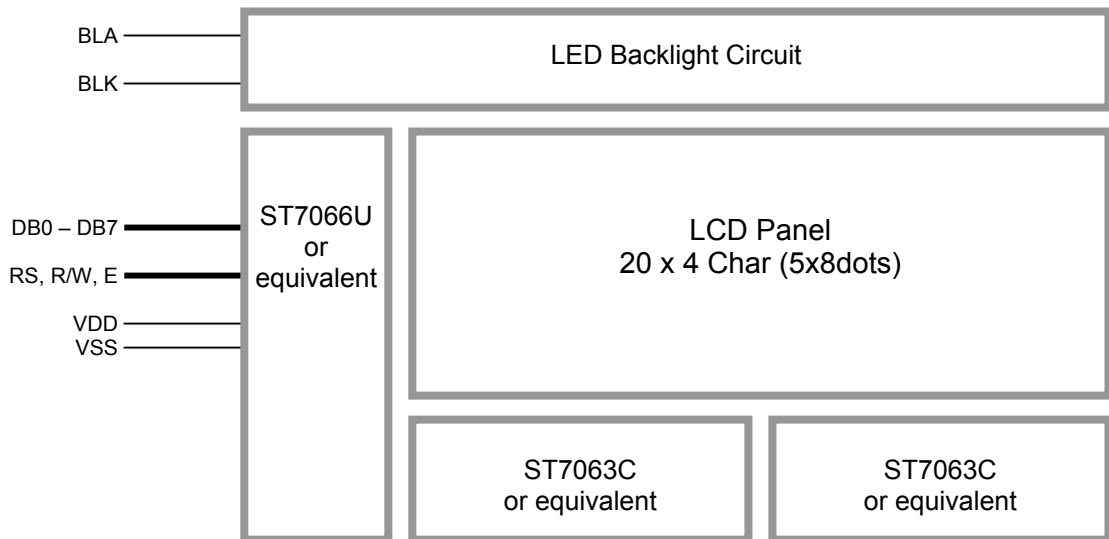 BLA
BLK
LED Backlight Circuit
DB0 – DB7
RS, R/W, E
VDD
VSS
ST7066U
or
equivalent
LCD Panel
20 x 4 Char (5x8dots)
ST7063C
or equivalent
ST7063C
or equivalent